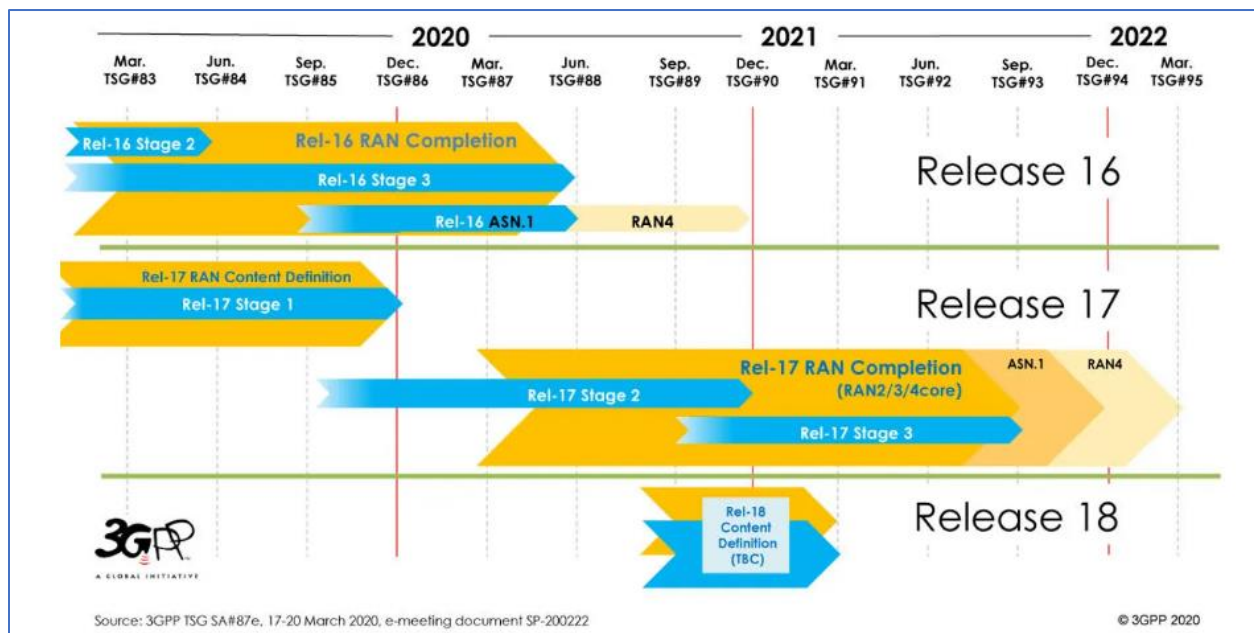 2020 2021 2022
Mar. Jun. Sep. Dec. Mar. Jun. Sep. Dec. Mar. Jun. Sep. Dec. Mar.
TSG#83 TSG#84 TSG#85 TSG#86 TSG#87 TSG#88 TSG#89 TSG#90 TSG#91 TSG#92 TSG#93 TSG#94 TSG#95
Rel-16 Stage 2
Rel-16 RAN Completion
Rel-16 Stage 3
Rel-16 ASN.1
RAN4
Release 16
Rel-17 RAN Content Definition
Rel-17 Stage 1
Release 17
Rel-17 RAN Completion
(RAN2/3/4core)
ASN.1
RAN4
Rel-17 Stage 2
Rel-17 Stage 3
Rel-18
Content
Definition
(TBC)
Release 18
3GPP
A GLOBAL INITIATIVE
Source: 3GPP TSG SA#87e, 17-20 March 2020, e-meeting document SP-200222
© 3GPP 2020